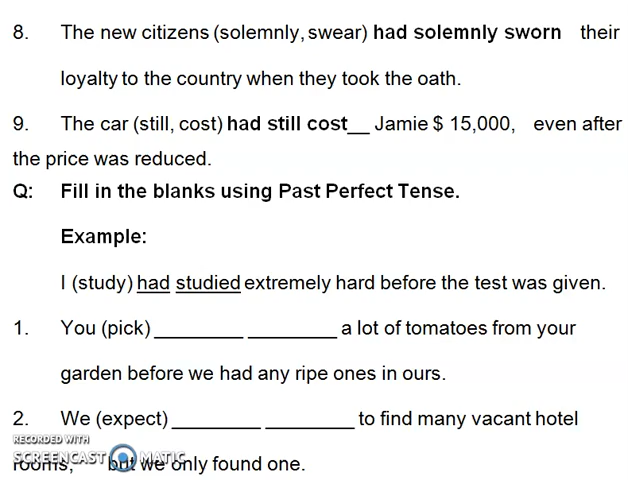 8. The new citizens (solemnly, swear) had solemnly sworn their
loyalty to the country when they took the oath.
9. The car (still, cost) had still cost__ Jamie $ 15,000, even after
the price was reduced.
Q: Fill in the blanks using Past Perfect Tense.
Example:
I (study) had studied extremely hard before the test was given.
1. You (pick) ________ ________ a lot of tomatoes from your
garden before we had any ripe ones in ours.
2. We (expect) ________ ________ to find many vacant hotel
RECORDED WITH
rooms, but we only found one.
SCREENCAST MATIC